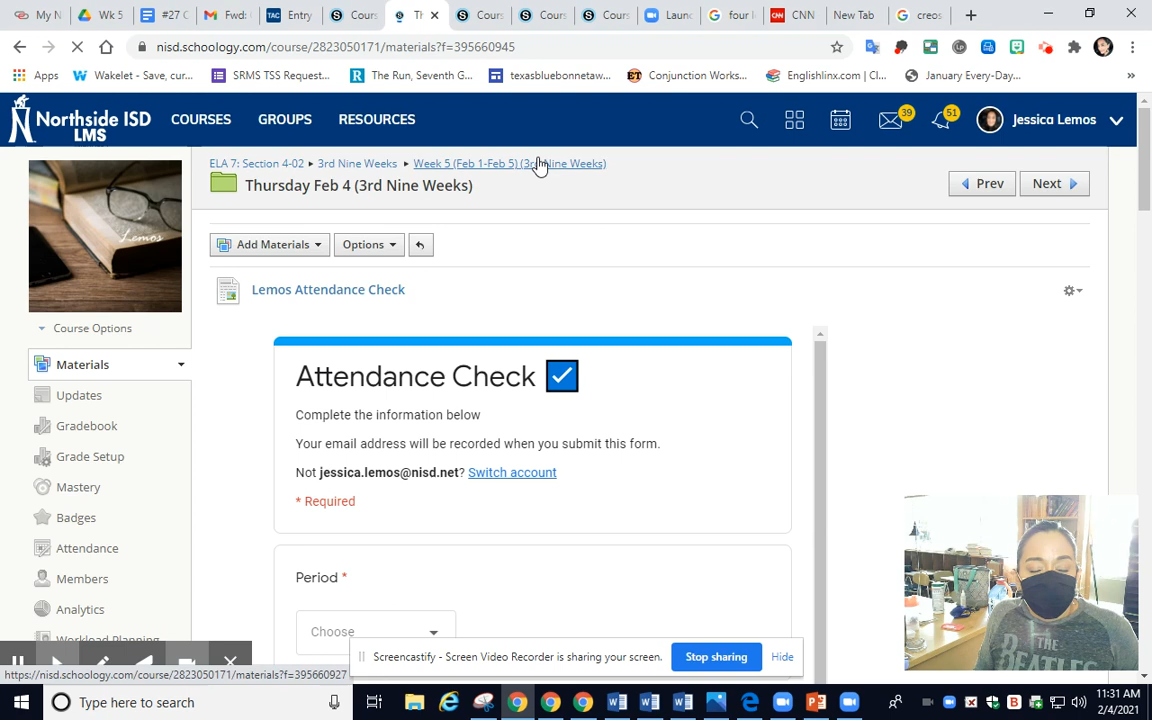 My N
Wk 5
#27 C
Fwd:
Entry
Cours
Th
Cours
Cours
Cours
Launc
four l
CNN
New Tab
creos
nisd.schoology.com/course/2823050171/materials?f=395660945
Apps
Wakelet - Save, cur...
SRMS TSS Request...
The Run, Seventh G...
texasbluebonnetaw...
Conjunction Works...
Englishlinx.com | Cl...
January Every-Day...
»
Northside ISD
LMS
COURSES
GROUPS
RESOURCES
39
51
Jessica Lemos
ELA 7: Section 4-02
3rd Nine Weeks
Week 5 (Feb 1-Feb 5) (3rd Nine Weeks)
Thursday Feb 4 (3rd Nine Weeks)
Prev
Next
Lemos
Add Materials
Options
Lemos Attendance Check
Course Options
Materials
Updates
Gradebook
Grade Setup
Mastery
Badges
Attendance
Members
Analytics
Workload Planning
Attendance Check
Complete the information below
Your email address will be recorded when you submit this form.
Not jessica.lemos@nisd.net? Switch account
* Required
Period *
Choose
THE
BEATLES
Screencastify - Screen Video Recorder is sharing your screen.
Stop sharing
Hide
https://nisd.schoology.com/course/2823050171/materials?f=395660927
Type here to search
11:31 AM
2/4/2021